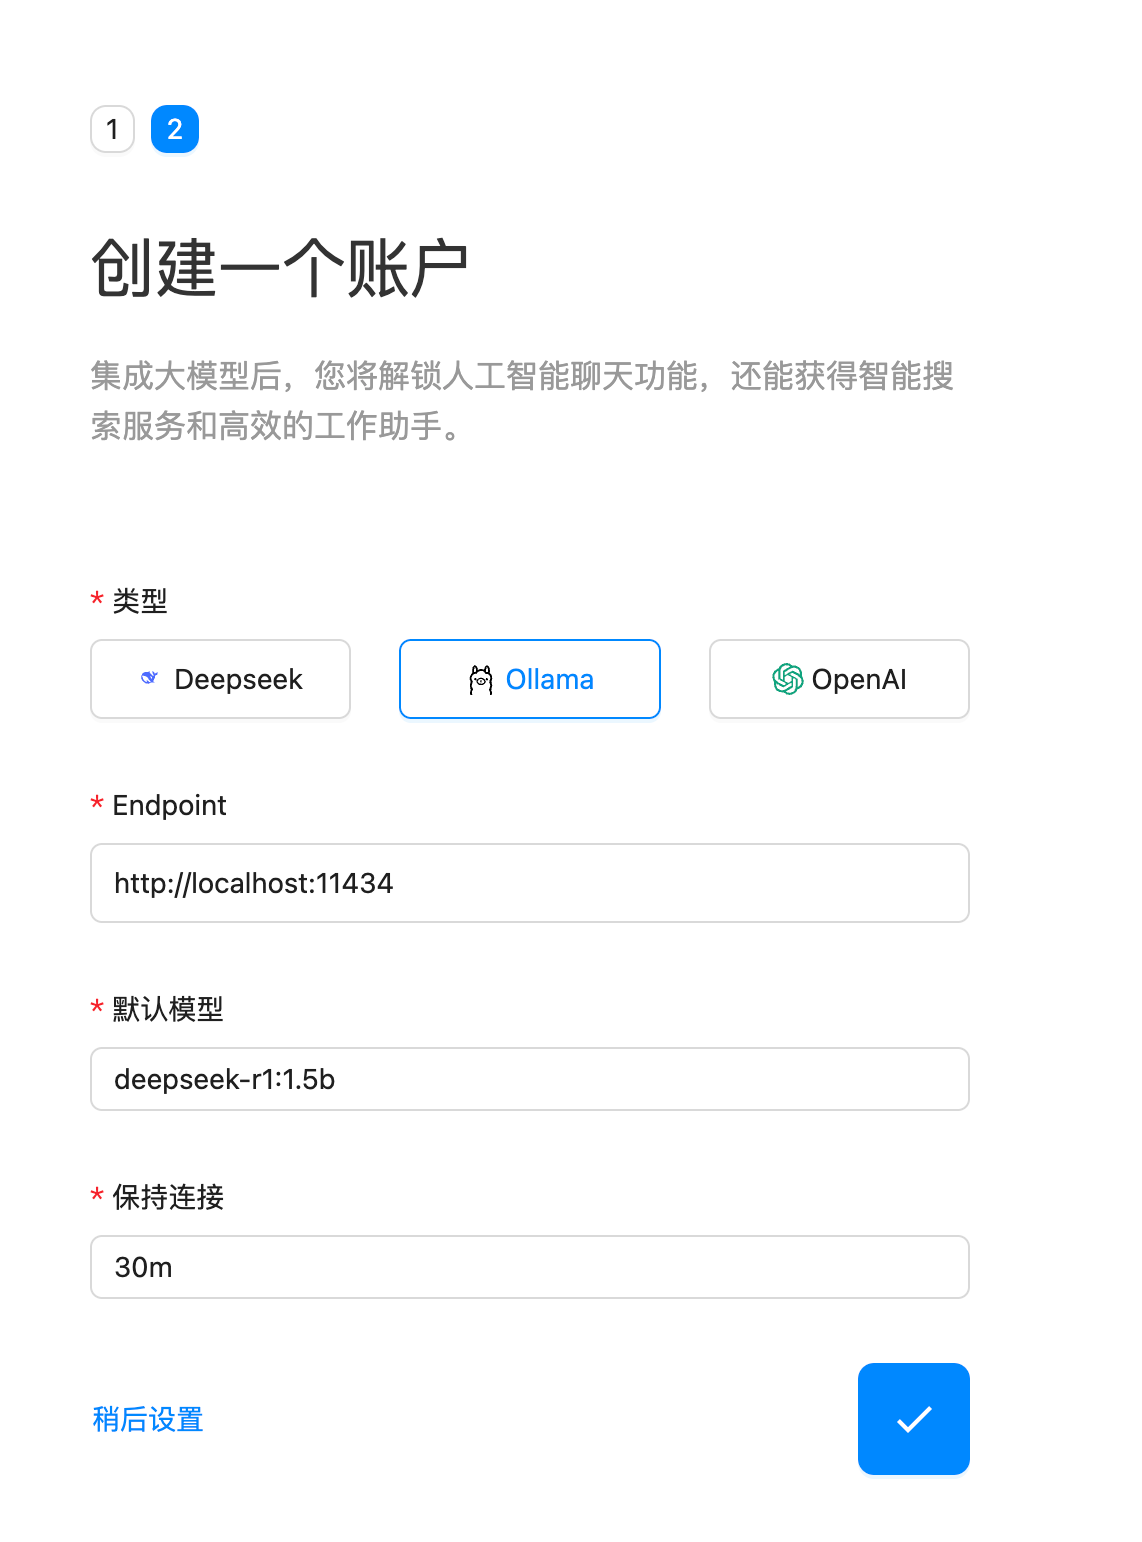 1 2
创建一个账户
集成大模型后，您将解锁人工智能聊天功能，还能获得智能搜
索服务和高效的工作助手。
* 类型
Deepseek Ollama OpenAI
* Endpoint
http://localhost:11434
* 默认模型
deepseek-r1:1.5b
* 保持连接
30m
稍后设置